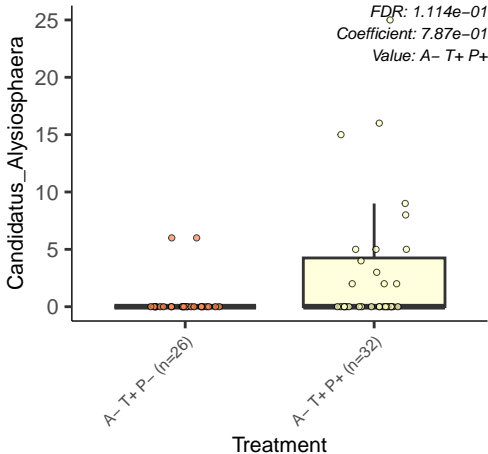 FDR: 1.114e−01
Coefficient: 7.87e−01
Value: A− T+ P+
Candidatus_Alysiosphaera
25
20
15
10
5
0
A− T+ P− (n=26)
A− T+ P+ (n=32)
Treatment